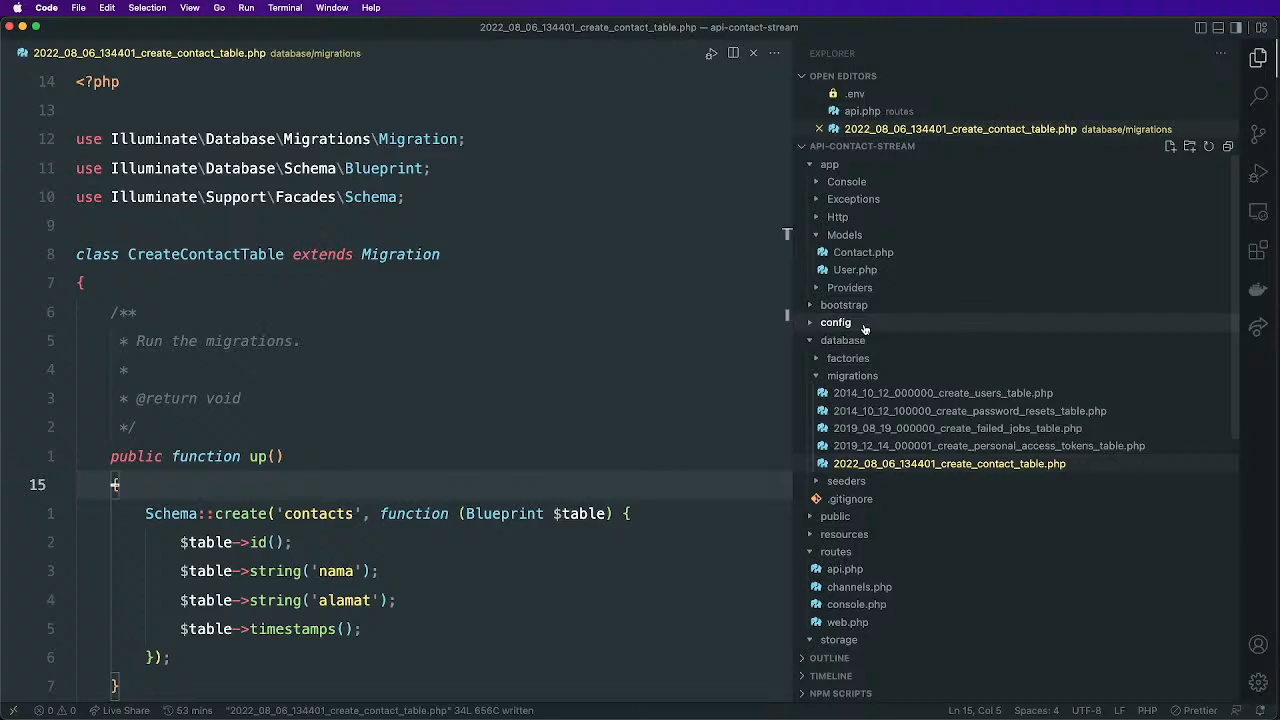 Code File Edit Selection View Go Run Terminal Window Help
2022_08_06_134401_create_contact_table.php — api-contact-stream
2022_08_06_134401_create_contact_table.php database/migrations
14 <?php
13
12 use Illuminate\Database\Migrations\Migration;
11 use Illuminate\Database\Schema\Blueprint;
10 use Illuminate\Support\Facades\Schema;
9
8 class CreateContactTable extends Migration
7 {
6 /**
5 * Run the migrations.
4 *
3 * @return void
2 */
1 public function up()
15 {
1 Schema::create('contacts', function (Blueprint $table) {
2 $table->id();
3 $table->string('nama');
4 $table->string('alamat');
5 $table->timestamps();
6 });
7 }
EXPLORER
OPEN EDITORS
.env
api.php routes
2022_08_06_134401_create_contact_table.php database/migrations
API-CONTACT-STREAM
app
Console
Exceptions
Http
Models
Contact.php
User.php
Providers
bootstrap
config
database
factories
migrations
2014_10_12_000000_create_users_table.php
2014_10_12_100000_create_password_resets_table.php
2019_08_19_000000_create_failed_jobs_table.php
2019_12_14_000001_create_personal_access_tokens_table.php
2022_08_06_134401_create_contact_table.php
seeders
.gitignore
public
resources
routes
api.php
channels.php
console.php
web.php
storage
OUTLINE
TIMELINE
NPM SCRIPTS
0 0 Live Share 53 mins "2022_08_06_134401_create_contact_table.php" 34L 656C written Ln 15, Col 5 Spaces: 4 UTF-8 LF PHP Prettier